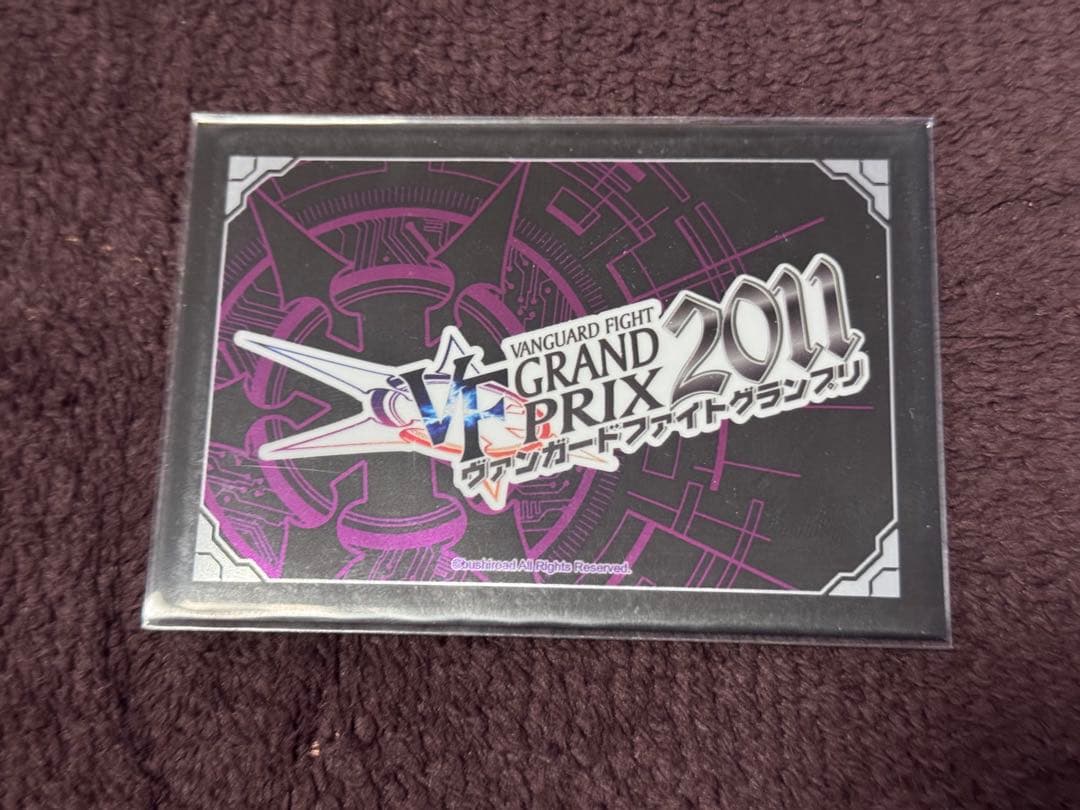 VF
VANGUARD FIGHT
GRAND
PRIX 2011
ヴァンガードファイトグランプリ
©bushiroad All Rights Reserved.